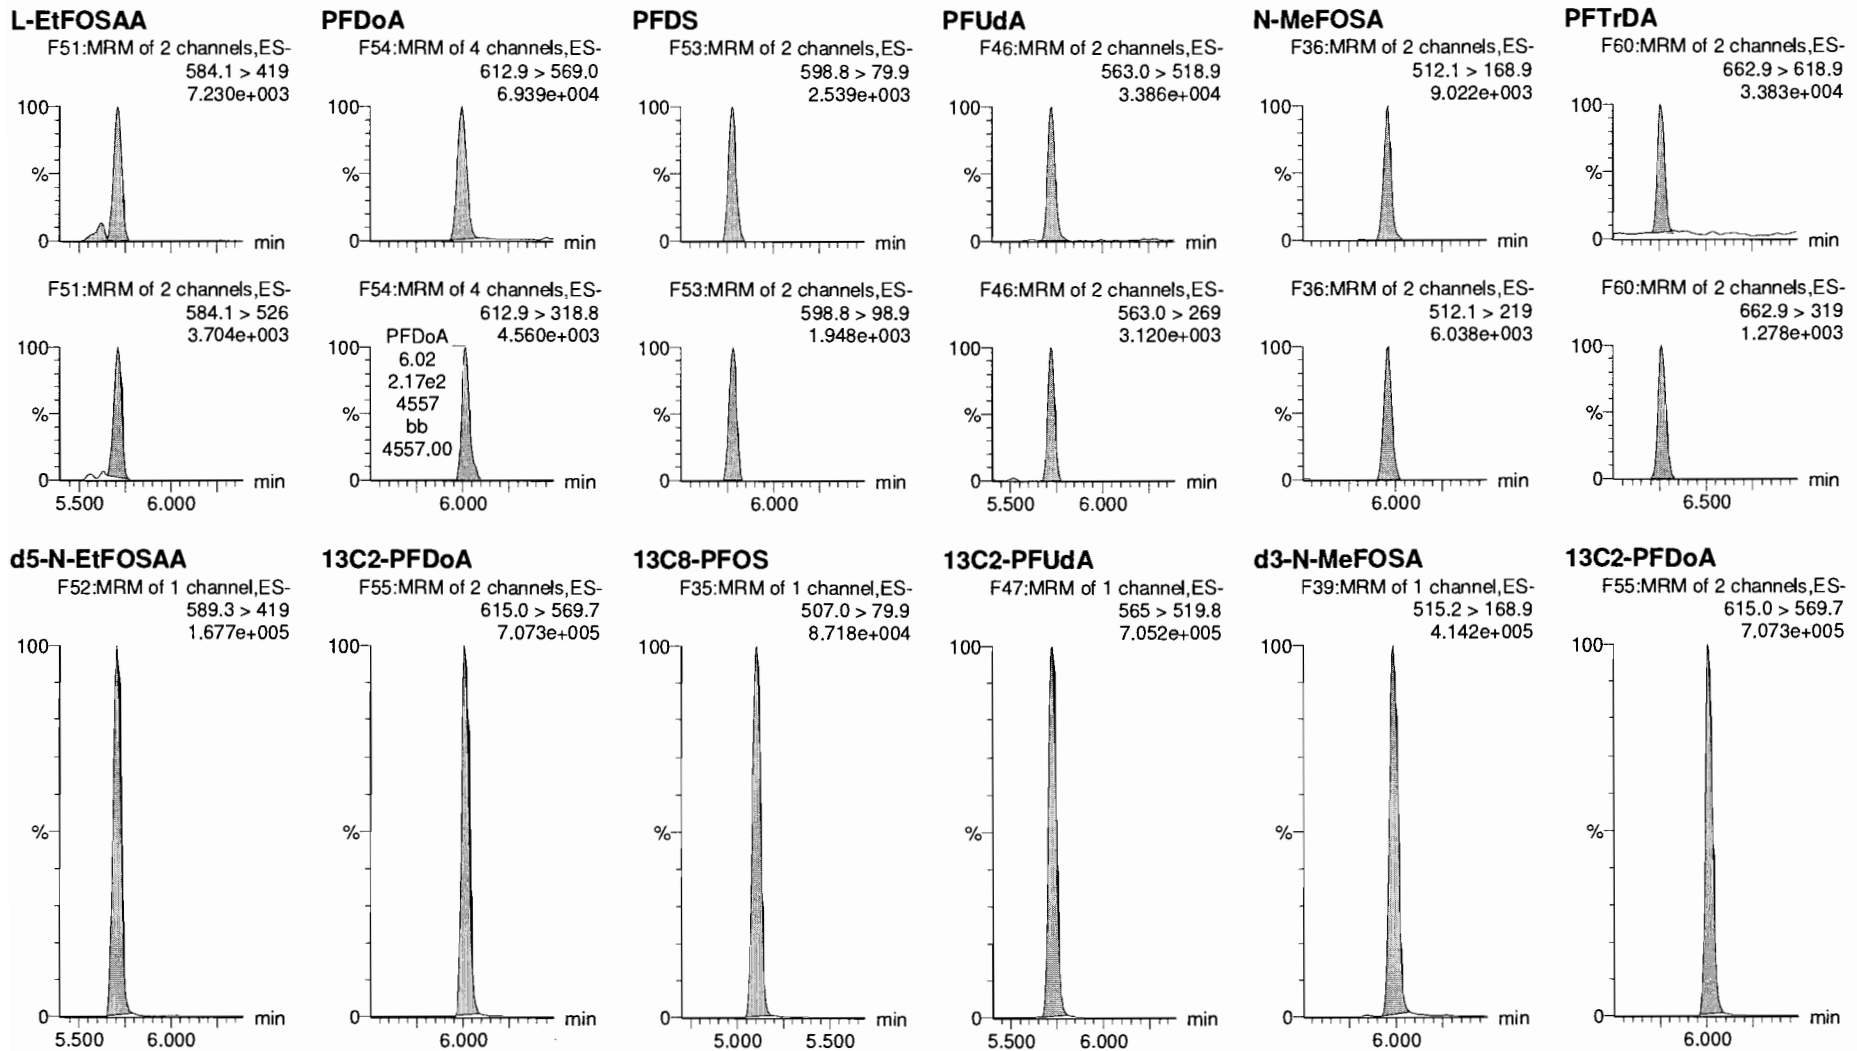 L-EtFOSAA
F51:MRM of 2 channels,ES-
584.1 > 419
7.230e+003
100
%
0
min
PFDoA
F54:MRM of 4 channels,ES-
612.9 > 569.0
6.939e+004
100
%
0
min
PFDS
F53:MRM of 2 channels,ES-
598.8 > 79.9
2.539e+003
100
%
0
min
PFUdA
F46:MRM of 2 channels,ES-
563.0 > 518.9
3.386e+004
100
%
0
min
N-MeFOSA
F36:MRM of 2 channels,ES-
512.1 > 168.9
9.022e+003
100
%
0
min
PFTrDA
F60:MRM of 2 channels,ES-
662.9 > 618.9
3.383e+004
100
%
0
min
F51:MRM of 2 channels,ES-
584.1 > 526
3.704e+003
100
%
0
min
5.500 6.000
F54:MRM of 4 channels,ES-
612.9 > 318.8
4.560e+003
PFDoA
6.02
2.17e2
4557
bb
4557.00
100
%
0
min
6.000
F53:MRM of 2 channels,ES-
598.8 > 98.9
1.948e+003
100
%
0
min
6.000
F46:MRM of 2 channels,ES-
563.0 > 269
3.120e+003
100
%
0
min
5.500 6.000
F36:MRM of 2 channels,ES-
512.1 > 219
6.038e+003
100
%
0
min
6.000
F60:MRM of 2 channels,ES-
662.9 > 319
1.278e+003
100
%
0
min
6.500
d5-N-EtFOSAA
F52:MRM of 1 channel,ES-
589.3 > 419
1.677e+005
100
%
0
min
5.500 6.000
13C2-PFDoA
F55:MRM of 2 channels,ES-
615.0 > 569.7
7.073e+005
100
%
0
min
6.000
13C8-PFOS
F35:MRM of 1 channel,ES-
507.0 > 79.9
8.718e+004
100
%
0
min
5.000 5.500
13C2-PFUdA
F47:MRM of 1 channel,ES-
565 > 519.8
7.052e+005
100
%
0
min
5.500 6.000
d3-N-MeFOSA
F39:MRM of 1 channel,ES-
515.2 > 168.9
4.142e+005
100
%
0
min
6.000
13C2-PFDoA
F55:MRM of 2 channels,ES-
615.0 > 569.7
7.073e+005
100
%
0
min
6.000